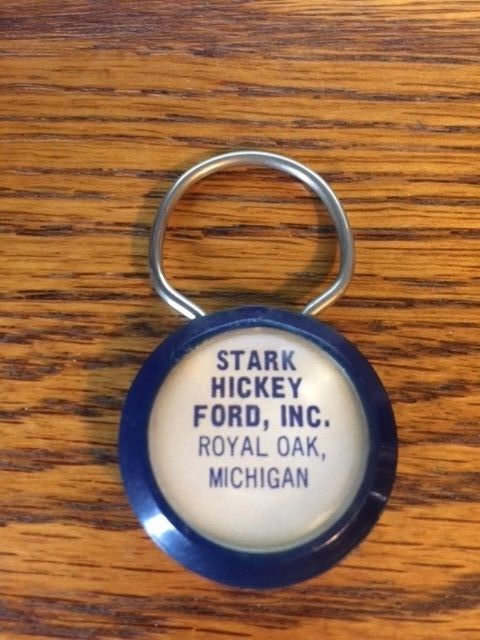 STARK
HICKEY
FORD, INC.
ROYAL OAK,
MICHIGAN